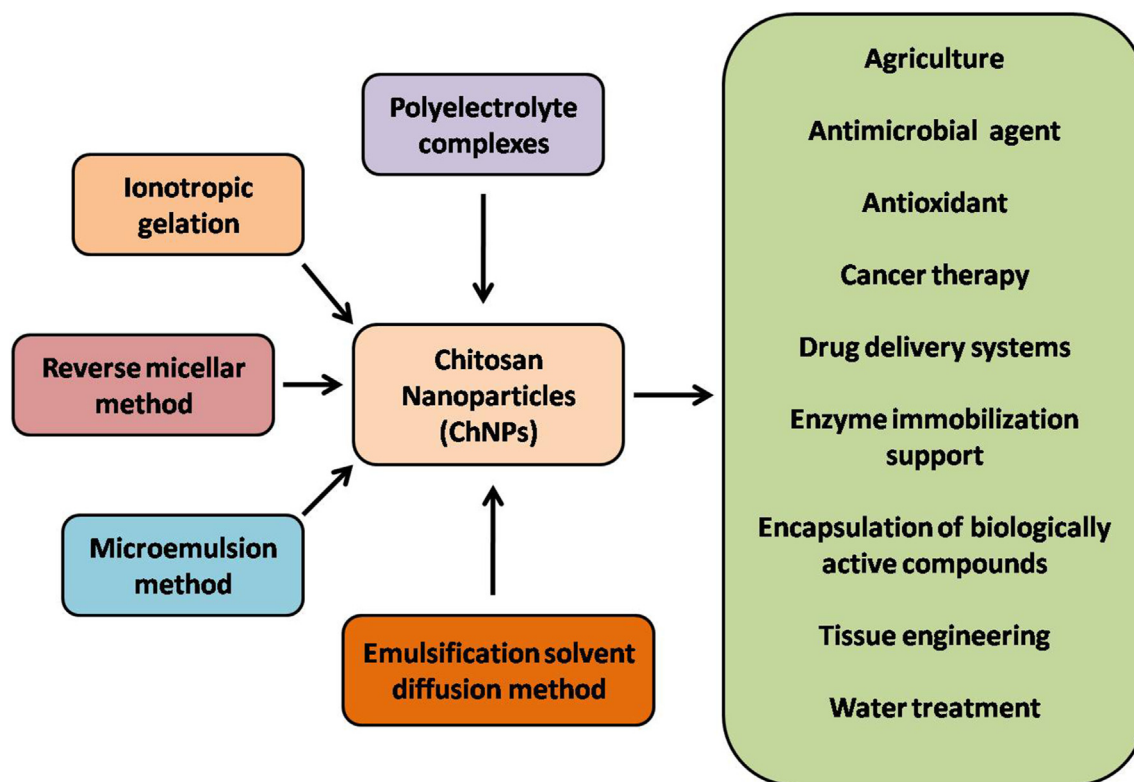 Polyelectrolyte
complexes
Ionotropic
gelation
Reverse micellar
method
Microemulsion
method
Emulsification solvent
diffusion method
Chitosan
Nanoparticles
(ChNPs)
Agriculture
Antimicrobial agent
Antioxidant
Cancer therapy
Drug delivery systems
Enzyme immobilization
support
Encapsulation of biologically
active compounds
Tissue engineering
Water treatment